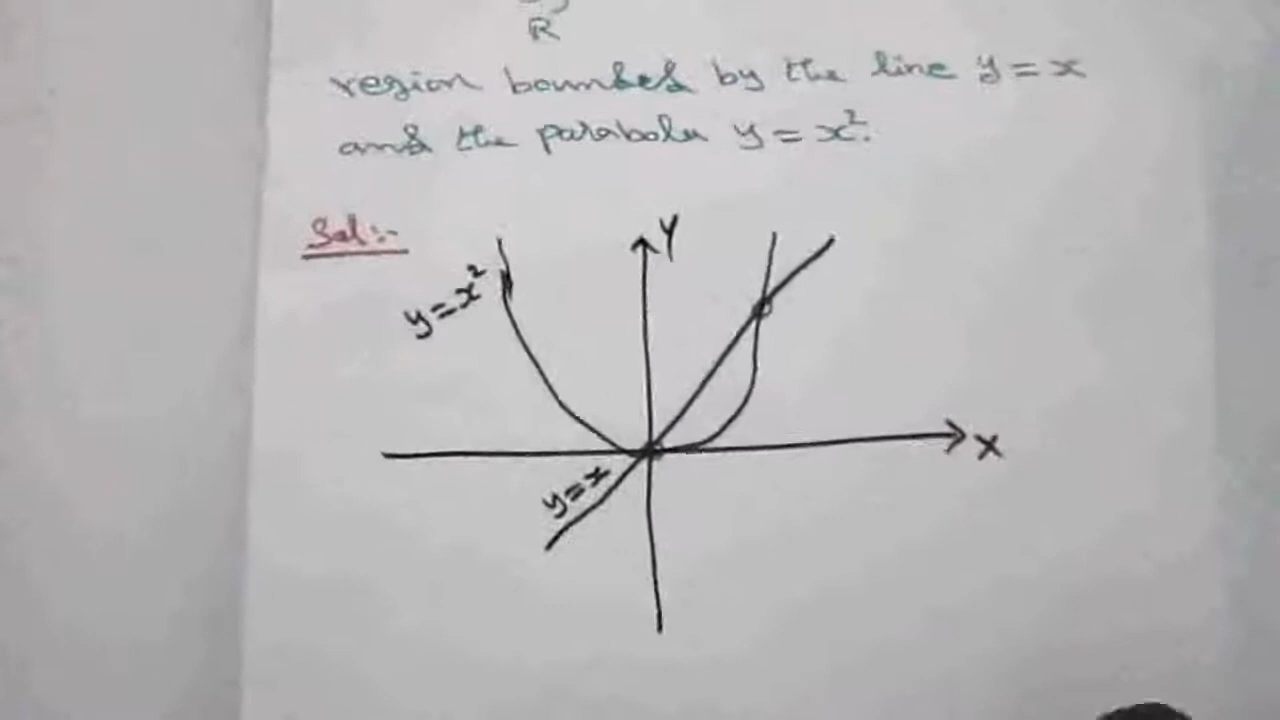 R
region bounded by the line y = x
and the parabola y = x².
Sol:-
Y
y = x²
X
y = x